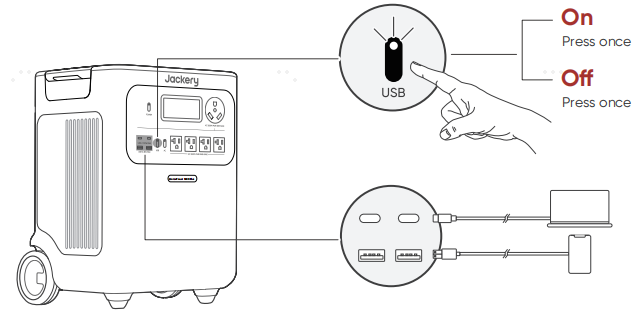 On
Press once
Off
Press once
USB
Jackery